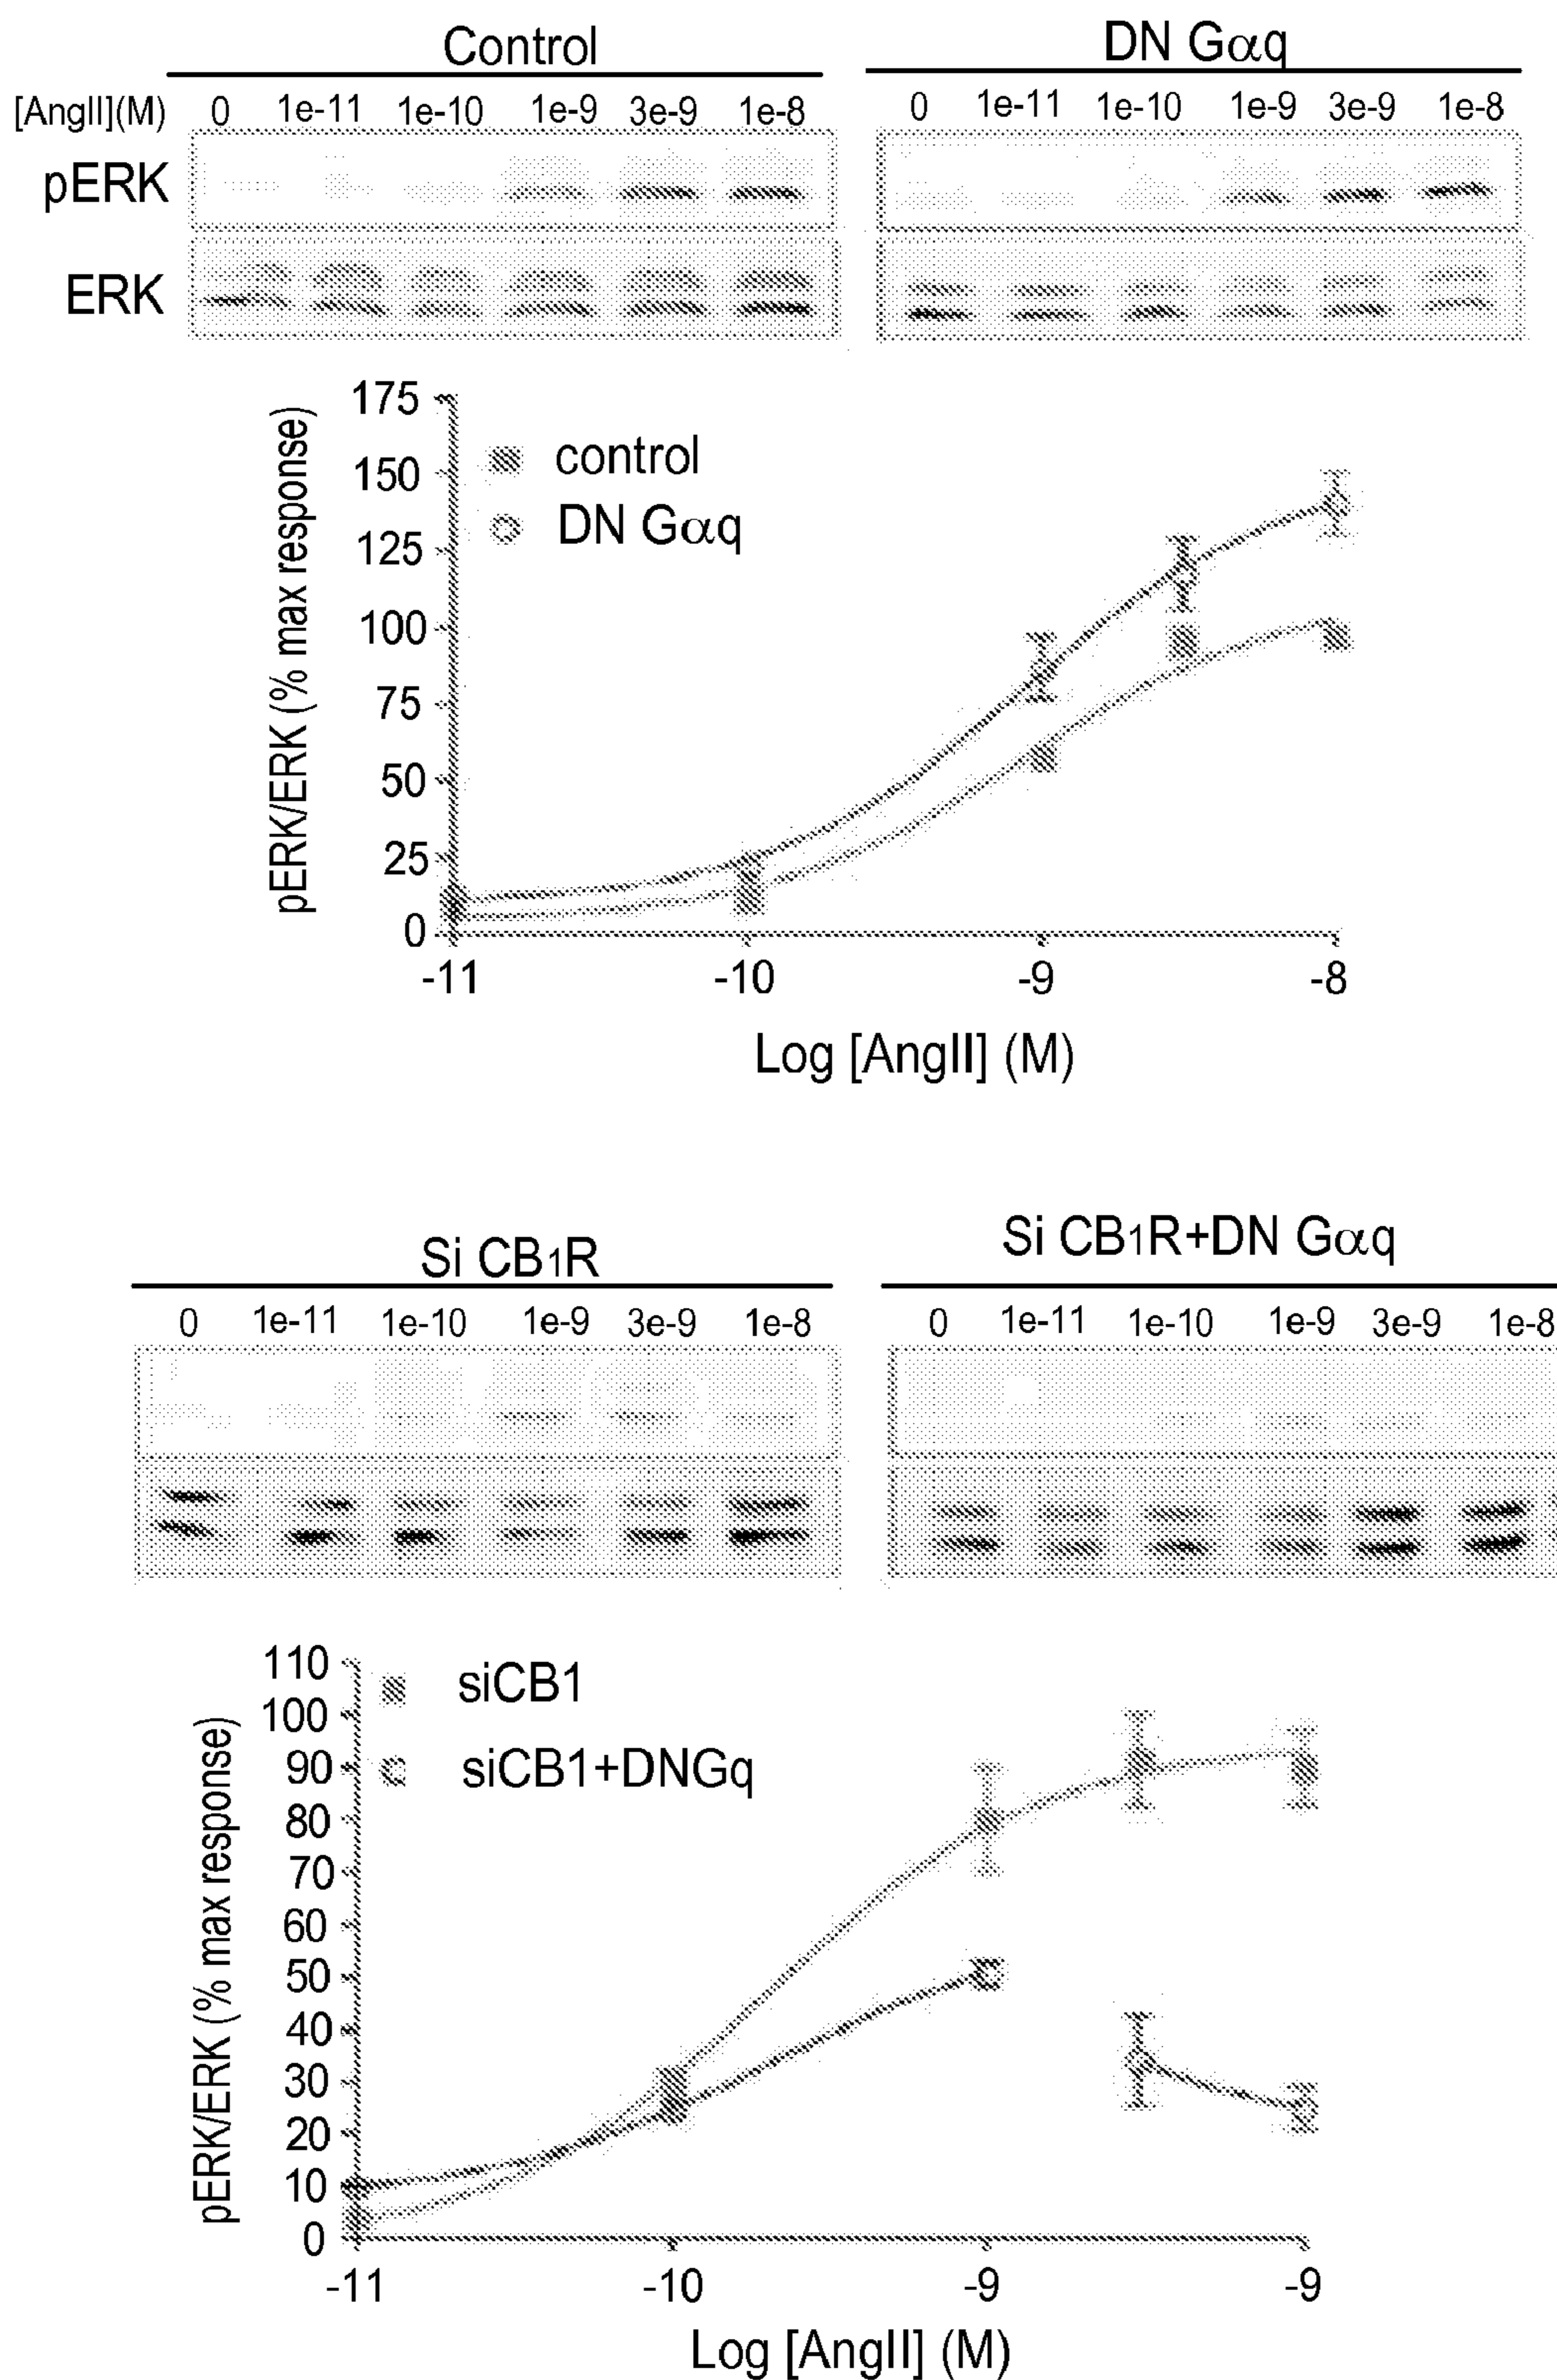 Control DN Gαq
[AngII](M) 0 1e-11 1e-10 1e-9 3e-9 1e-8 0 1e-11 1e-10 1e-9 3e-9 1e-8
pERK
ERK
pERK/ERK (% max response)
175
150
125
100
75
50
25
0
control
DN Gαq
-11 -10 -9 -8
Log [AngII] (M)
Si CB1R Si CB1R+DN Gαq
0 1e-11 1e-10 1e-9 3e-9 1e-8 0 1e-11 1e-10 1e-9 3e-9 1e-8
pERK/ERK (% max response)
110
100
90
80
70
60
50
40
30
20
10
0
siCB1
siCB1+DNGq
-11 -10 -9 -9
Log [AngII] (M)